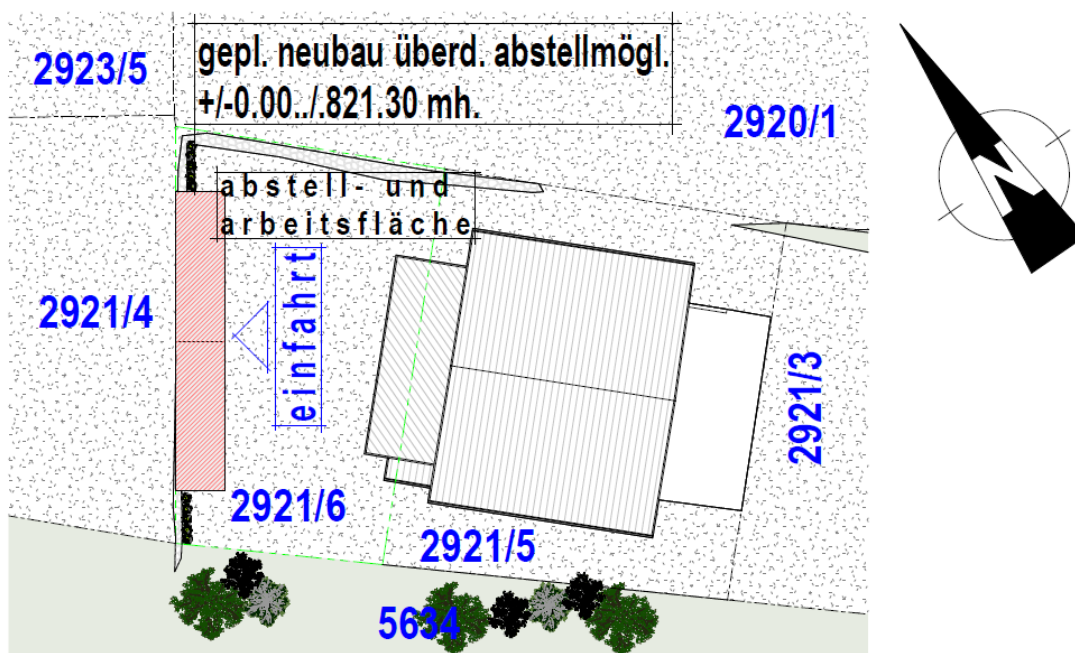 2923/5
gepl. neubau überd. abstellmögl.
+/-0.00../.821.30 mh.
2920/1
abstell- und
arbeitsfläche
einfahrt
2921/4
2921/3
2921/6
2921/5
5634